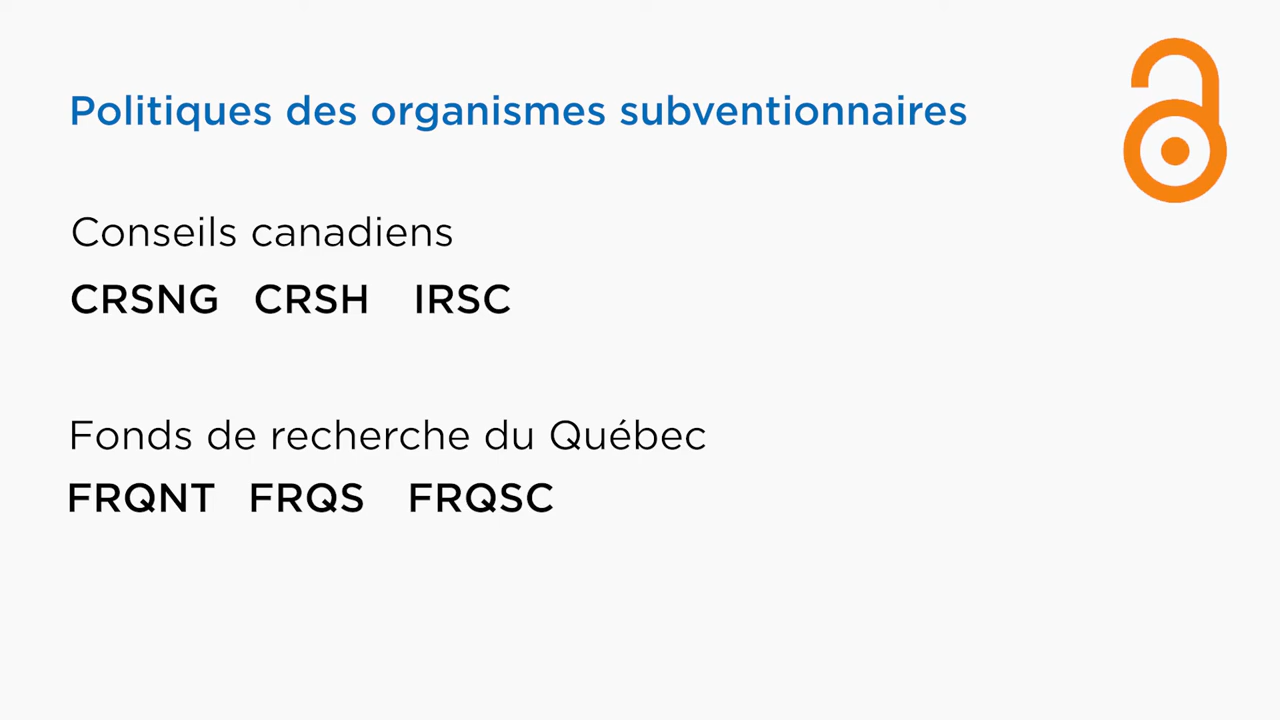 Politiques des organismes subventionnaires
Conseils canadiens
CRSNG CRSH IRSC
Fonds de recherche du Québec
FRQNT FRQS FRQSC